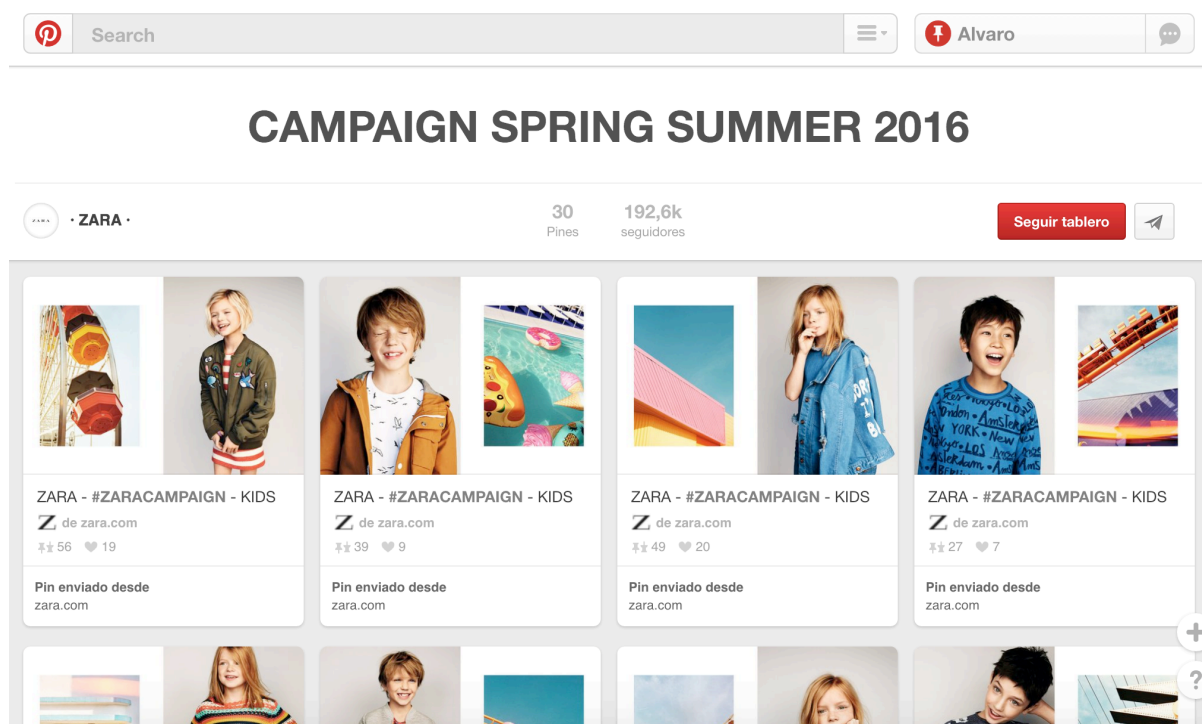 Search
Alvaro
CAMPAIGN SPRING SUMMER 2016
ZARA
· ZARA ·
30
Pines
192,6k
seguidores
Seguir tablero
ZARA - #ZARACAMPAIGN - KIDS
Z de zara.com
56 19
Pin enviado desde
zara.com
ZARA - #ZARACAMPAIGN - KIDS
Z de zara.com
39 9
Pin enviado desde
zara.com
ZARA - #ZARACAMPAIGN - KIDS
Z de zara.com
49 20
Pin enviado desde
zara.com
ZARA - #ZARACAMPAIGN - KIDS
Z de zara.com
27 7
Pin enviado desde
zara.com
+
?